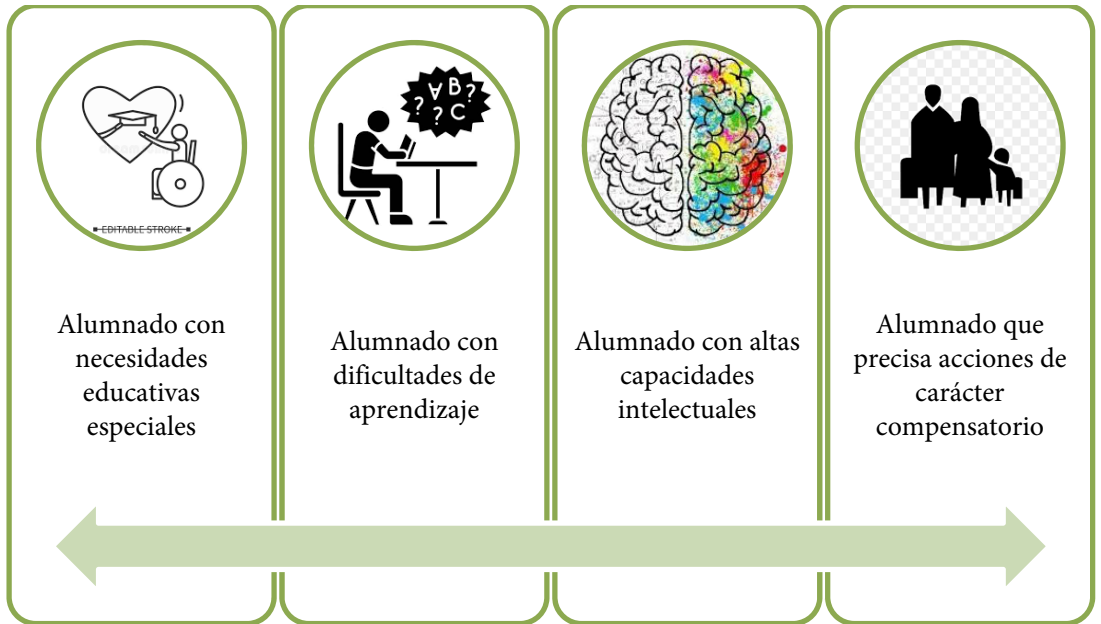 EDITABLE STROKE
? A B ?
? C
Alumnado con
necesidades
educativas
especiales
Alumnado con
dificultades de
aprendizaje
Alumnado con altas
capacidades
intelectuales
Alumnado que
precisa acciones de
carácter
compensatorio